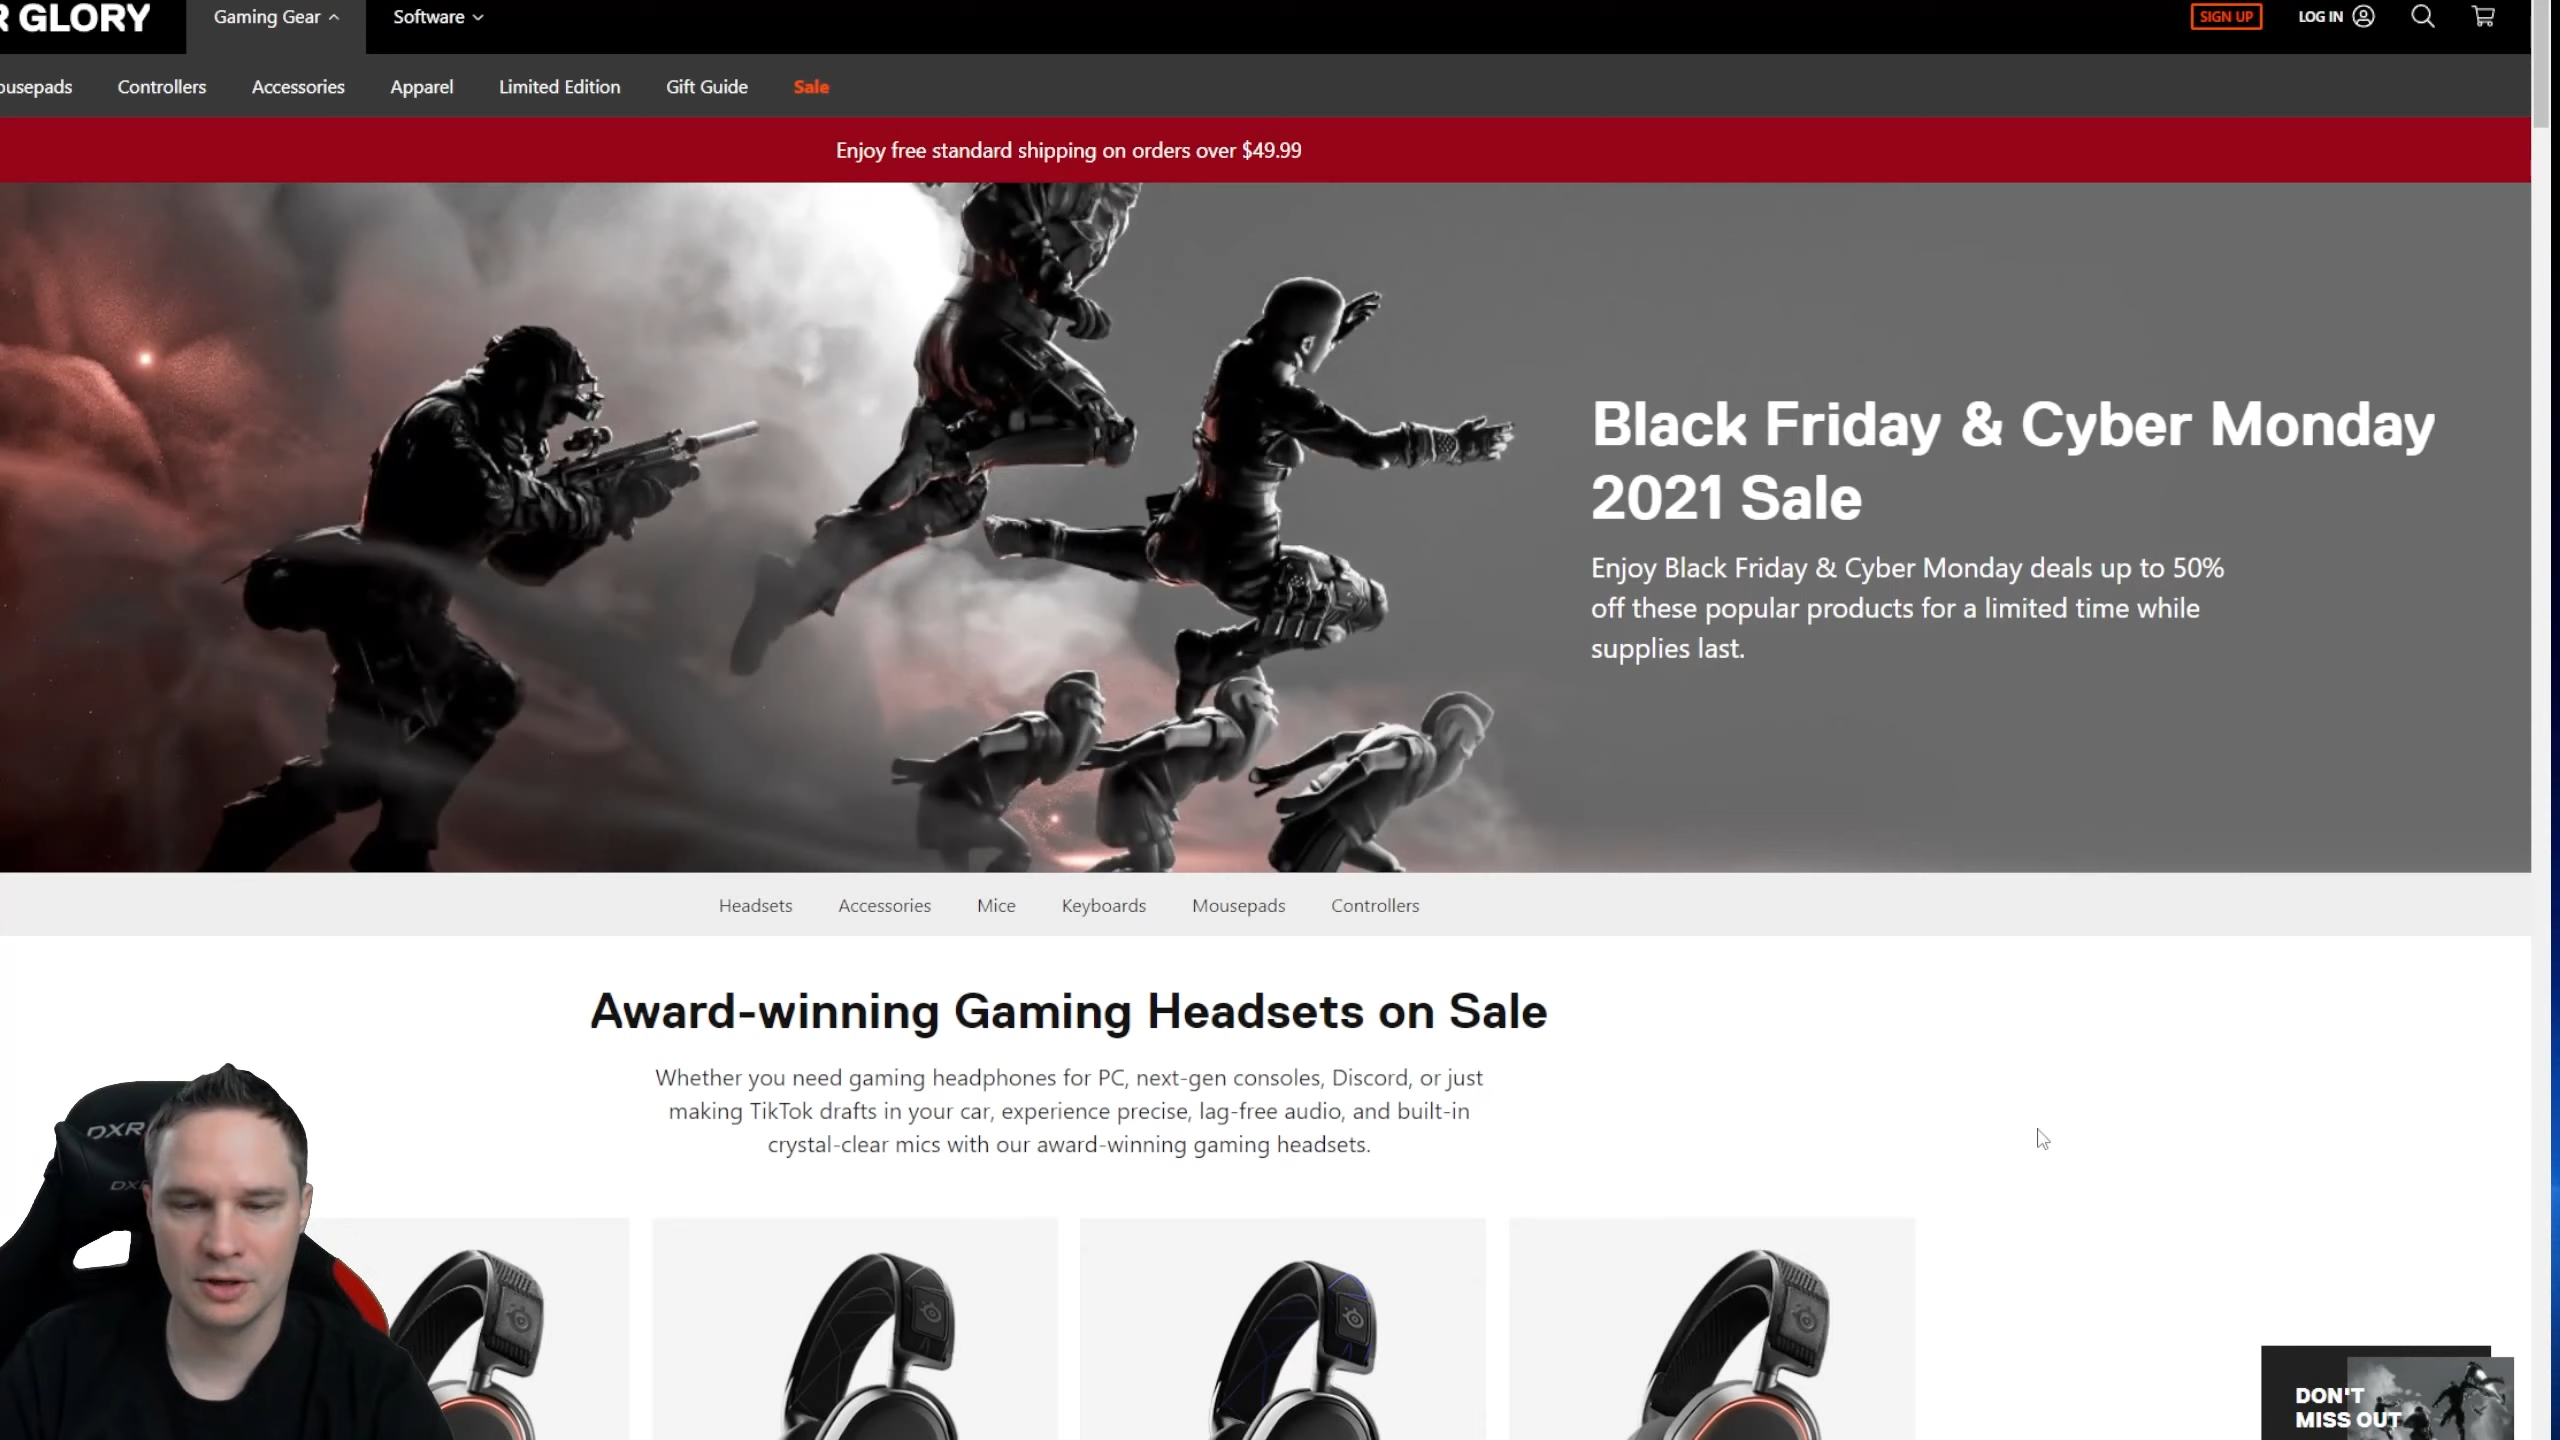 R GLORY
Gaming Gear
Software
SIGN UP
LOG IN
ousepads
Controllers
Accessories
Apparel
Limited Edition
Gift Guide
Sale
Enjoy free standard shipping on orders over $49.99
Black Friday & Cyber Monday
2021 Sale
Enjoy Black Friday & Cyber Monday deals up to 50%
off these popular products for a limited time while
supplies last.
Headsets
Accessories
Mice
Keyboards
Mousepads
Controllers
Award-winning Gaming Headsets on Sale
Whether you need gaming headphones for PC, next-gen consoles, Discord, or just
making TikTok drafts in your car, experience precise, lag-free audio, and built-in
crystal-clear mics with our award-winning gaming headsets.
DXR
DXR
DON'T
MISS OUT